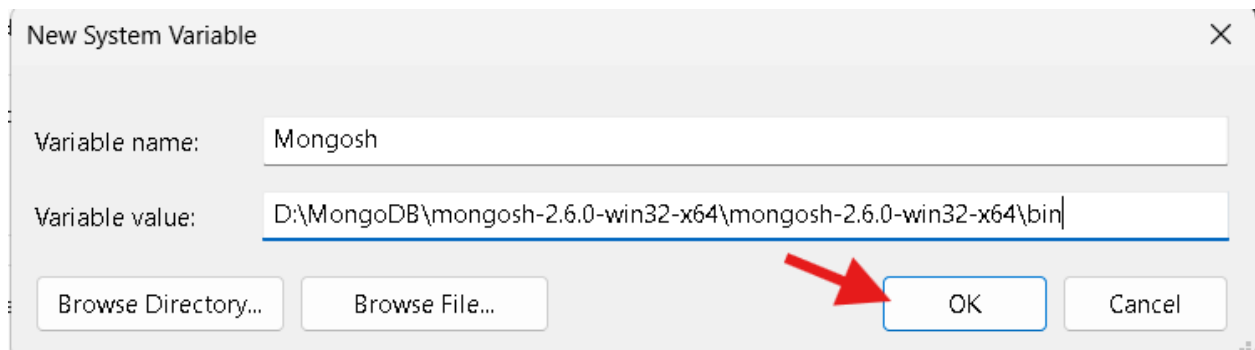 New System Variable
Variable name:
Mongosh
Variable value:
D:\MongoDB\mongosh-2.6.0-win32-x64\mongosh-2.6.0-win32-x64\bin
Browse Directory...
Browse File...
OK
Cancel